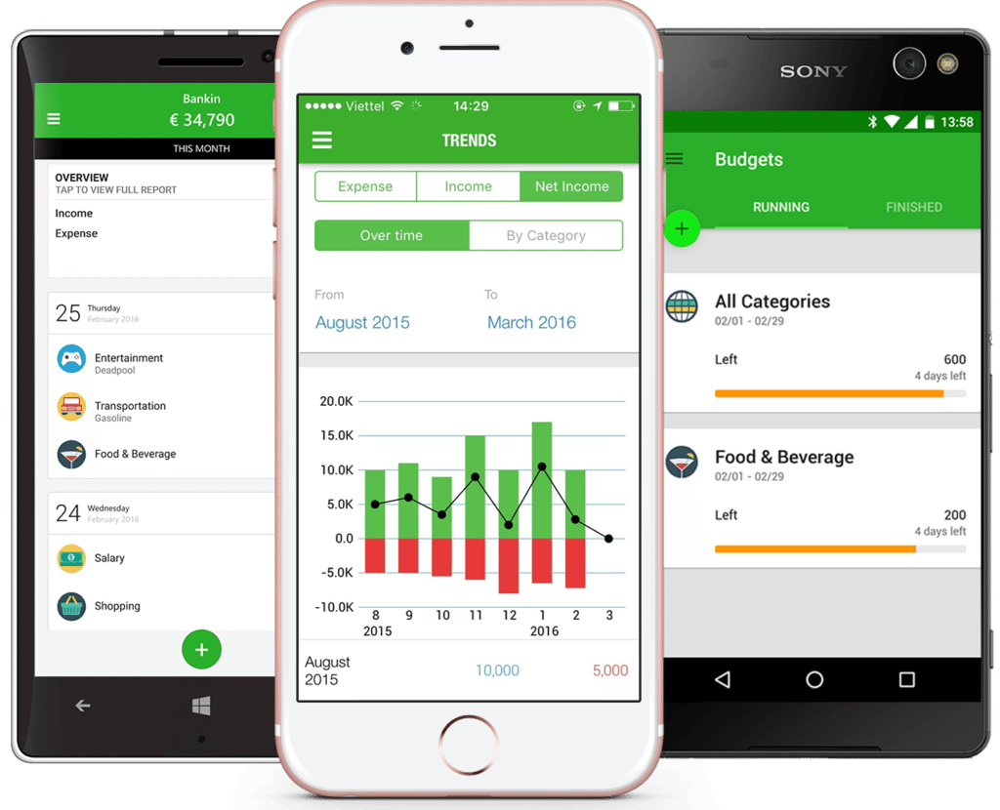 Bankin
€ 34,790
THIS MONTH
OVERVIEW
TAP TO VIEW FULL REPORT
Income
Expense
25 Thursday
February 2016
Entertainment
Deadpool
Transportation
Gasoline
Food & Beverage
24 Wednesday
February 2016
Salary
Shopping
+
Viettel 14:29
TRENDS
Expense Income Net Income
Over time By Category
From To
August 2015 March 2016
20.0K
15.0K
10.0K
5.0K
0.0
-5.0K
-10.0K
8 9 10 11 12 1 2 3
2015 2016
August
2015 10,000 5,000
SONY
13:58
Budgets
RUNNING FINISHED
+
All Categories
02/01 - 02/29
Left 600
4 days left
Food & Beverage
02/01 - 02/29
Left 200
4 days left